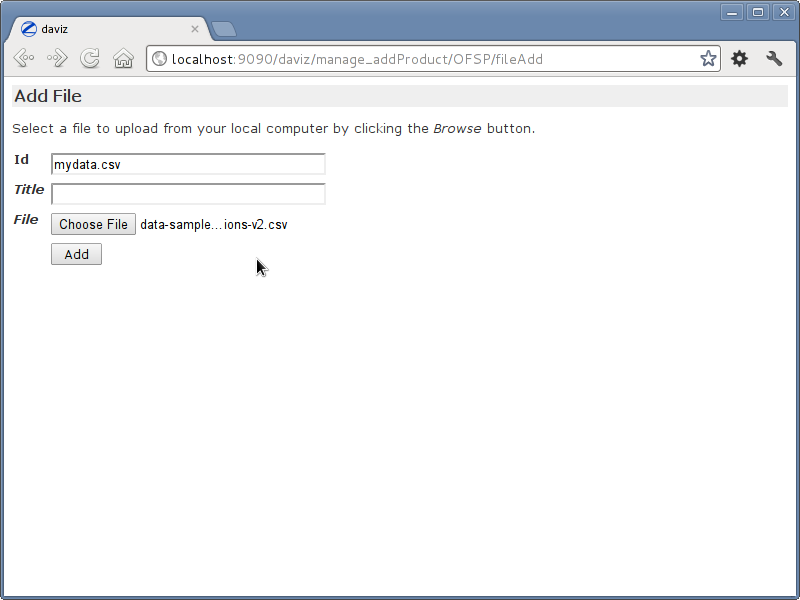 daviz
localhost:9090/daviz/manage_addProduct/OFSP/fileAdd
Add File
Select a file to upload from your local computer by clicking the Browse button.
Id mydata.csv
Title
File Choose File data-sample...ions-v2.csv
Add